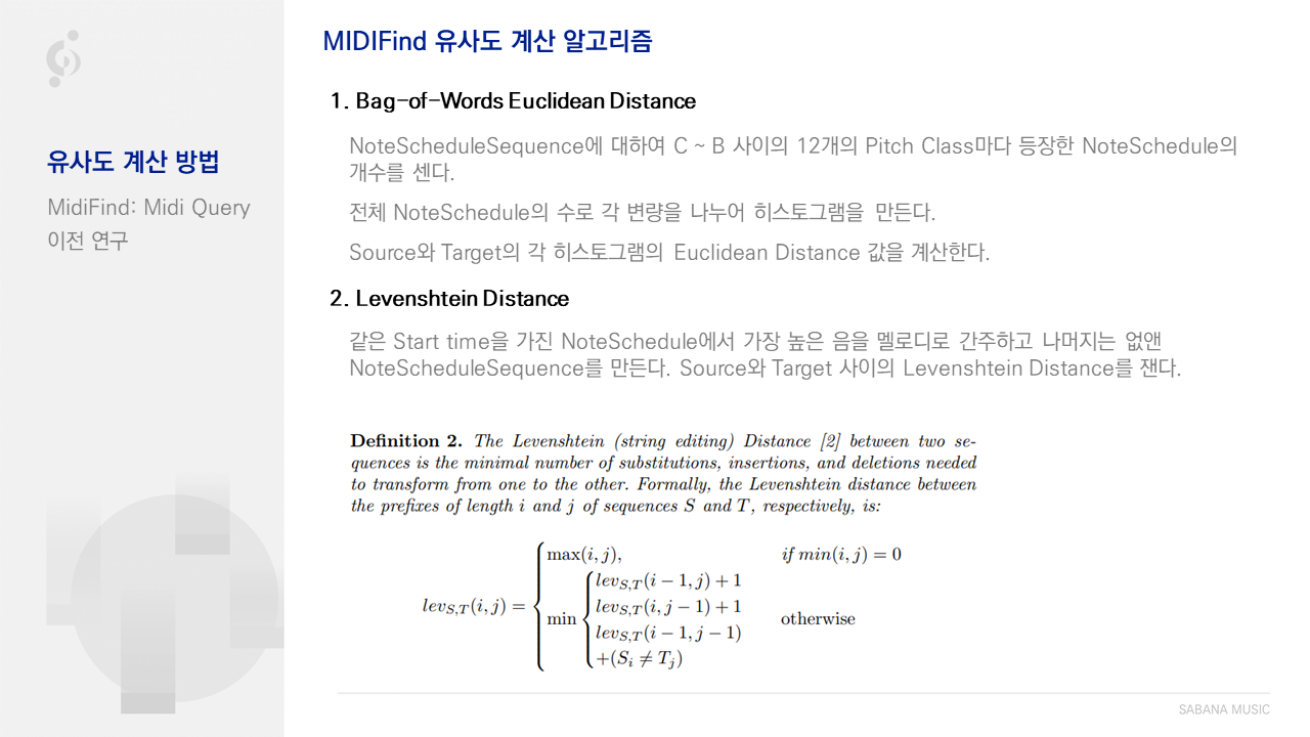 유사도 계산 방법
MidiFind: Midi Query
이전 연구
MIDIFind 유사도 계산 알고리즘
1. Bag-of-Words Euclidean Distance
NoteScheduleSequence에 대하여 C ~ B 사이의 12개의 Pitch Class마다 등장한 NoteSchedule의
개수를 센다.
전체 NoteSchedule의 수로 각 변량을 나누어 히스토그램을 만든다.
Source와 Target의 각 히스토그램의 Euclidean Distance 값을 계산한다.
2. Levenshtein Distance
같은 Start time을 가진 NoteSchedule에서 가장 높은 음을 멜로디로 간주하고 나머지는 없앤
NoteScheduleSequence를 만든다. Source와 Target 사이의 Levenshtein Distance를 잰다.
Definition 2. The Levenshtein (string editing) Distance [2] between two se-
quences is the minimal number of substitutions, insertions, and deletions needed
to transform from one to the other. Formally, the Levenshtein distance between
the prefixes of length i and j of sequences S and T, respectively, is:
max(i, j), if min(i, j) = 0
lev_{S,T}(i − 1, j) + 1
lev_{S,T}(i, j) = min lev_{S,T}(i, j − 1) + 1 otherwise
lev_{S,T}(i − 1, j − 1)
+(S_i ≠ T_j)
SABANA MUSIC